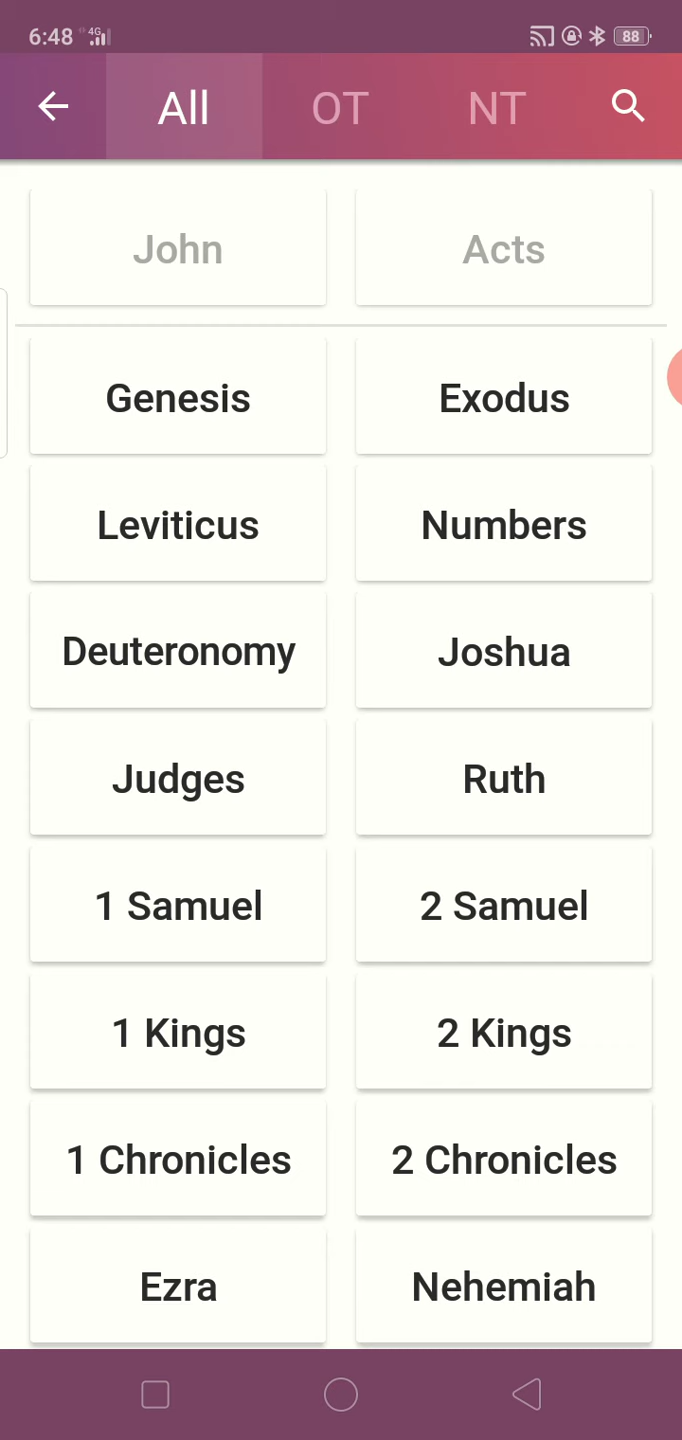 6:48 4G 88
All OT NT
John Acts
Genesis Exodus
Leviticus Numbers
Deuteronomy Joshua
Judges Ruth
1 Samuel 2 Samuel
1 Kings 2 Kings
1 Chronicles 2 Chronicles
Ezra Nehemiah